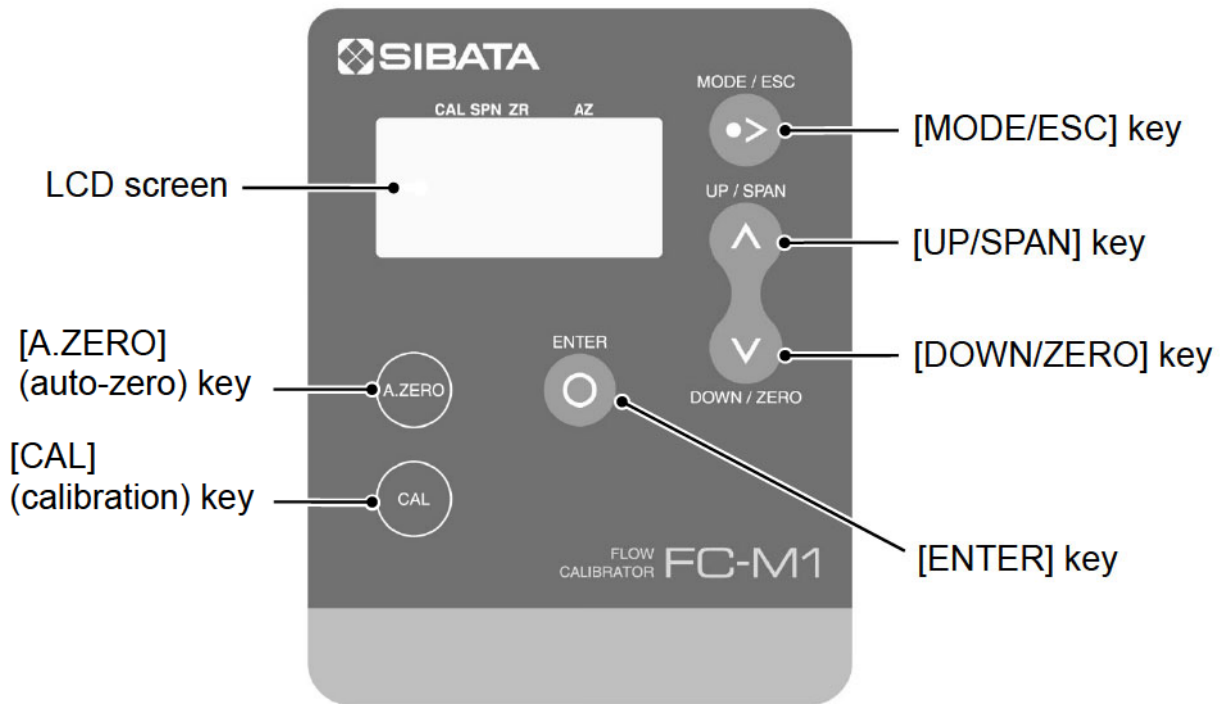 SIBATA
CAL SPN ZR AZ
MODE / ESC
[MODE/ESC] key
LCD screen
UP / SPAN
[UP/SPAN] key
[A.ZERO]
(auto-zero) key
A.ZERO
ENTER
[DOWN/ZERO] key
DOWN / ZERO
[CAL]
(calibration) key
CAL
FLOW
CALIBRATOR FC-M1
[ENTER] key